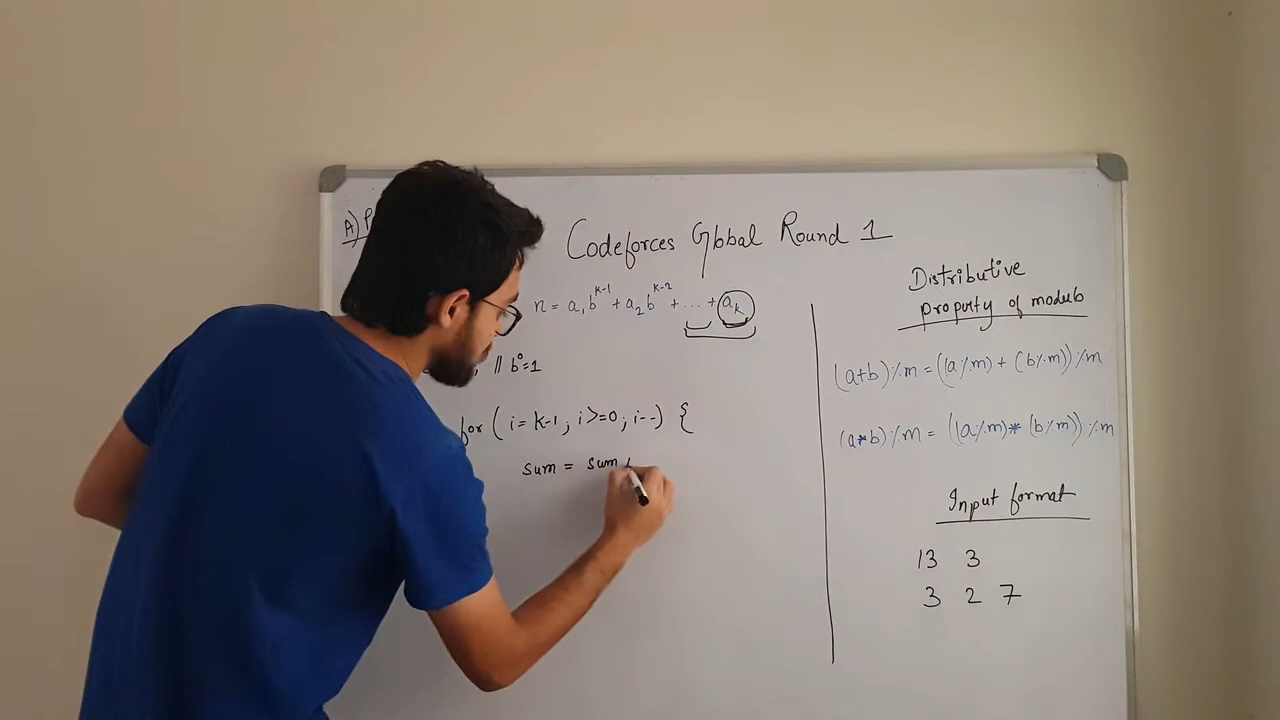 A)
Codeforces Global Round 1
n = a₁b^(k-1) + a₂b^(k-2) + ... + aₖ
// b⁰=1
for ( i= k-1 ; i>=0 ; i--) {
sum = sum
Distributive
property of modulo
(a+b)%m = ((a%m) + (b%m))%m
(a*b)%m = ((a%m)*(b%m))%m
Input format
13 3
3 2 7